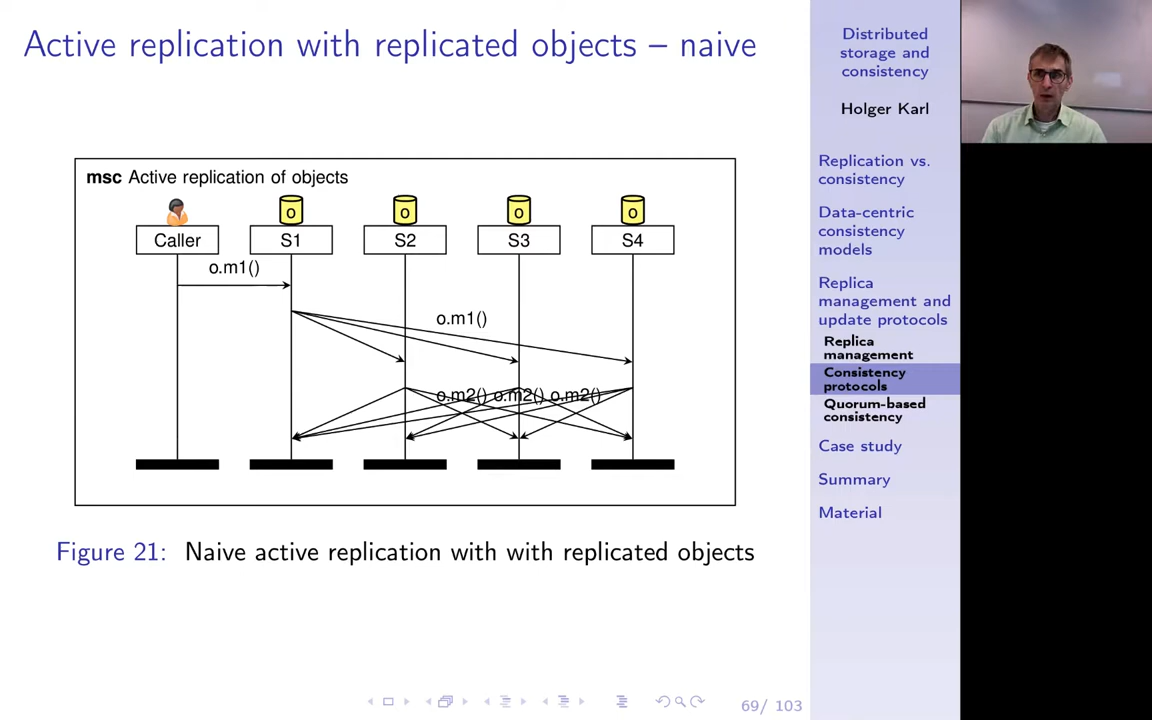 Active replication with replicated objects – naive
msc Active replication of objects
o
o
o
o
Caller
S1
S2
S3
S4
o.m1()
o.m1()
o.m2() o.m2() o.m2()
Figure 21: Naive active replication with with replicated objects
Distributed
storage and
consistency
Holger Karl
Replication vs.
consistency
Data-centric
consistency
models
Replica
management and
update protocols
Replica
management
Consistency
protocols
Quorum-based
consistency
Case study
Summary
Material
69/ 103